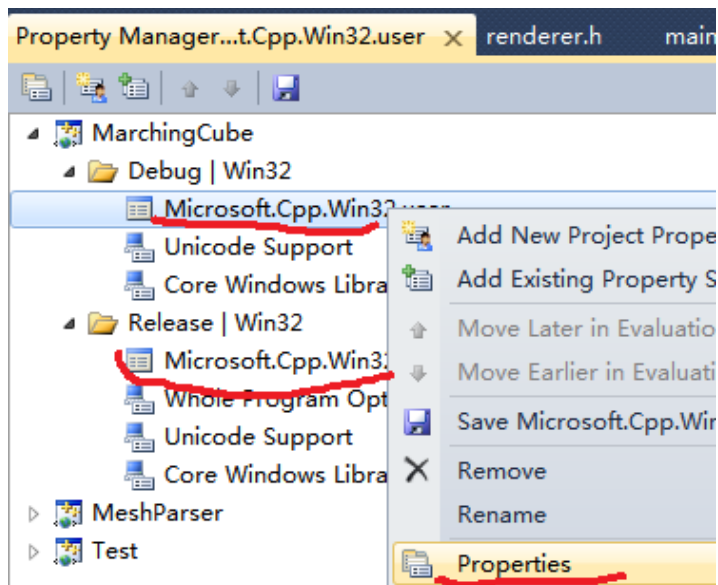 Property Manager...t.Cpp.Win32.user renderer.h main
MarchingCube
Debug | Win32
Microsoft.Cpp.Win32.user
Unicode Support
Core Windows Libra
Release | Win32
Microsoft.Cpp.Win32
Whole Program Opt
Unicode Support
Core Windows Libra
MeshParser
Test
Add New Project Prope
Add Existing Property S
Move Later in Evaluatio
Move Earlier in Evaluati
Save Microsoft.Cpp.Win
Remove
Rename
Properties